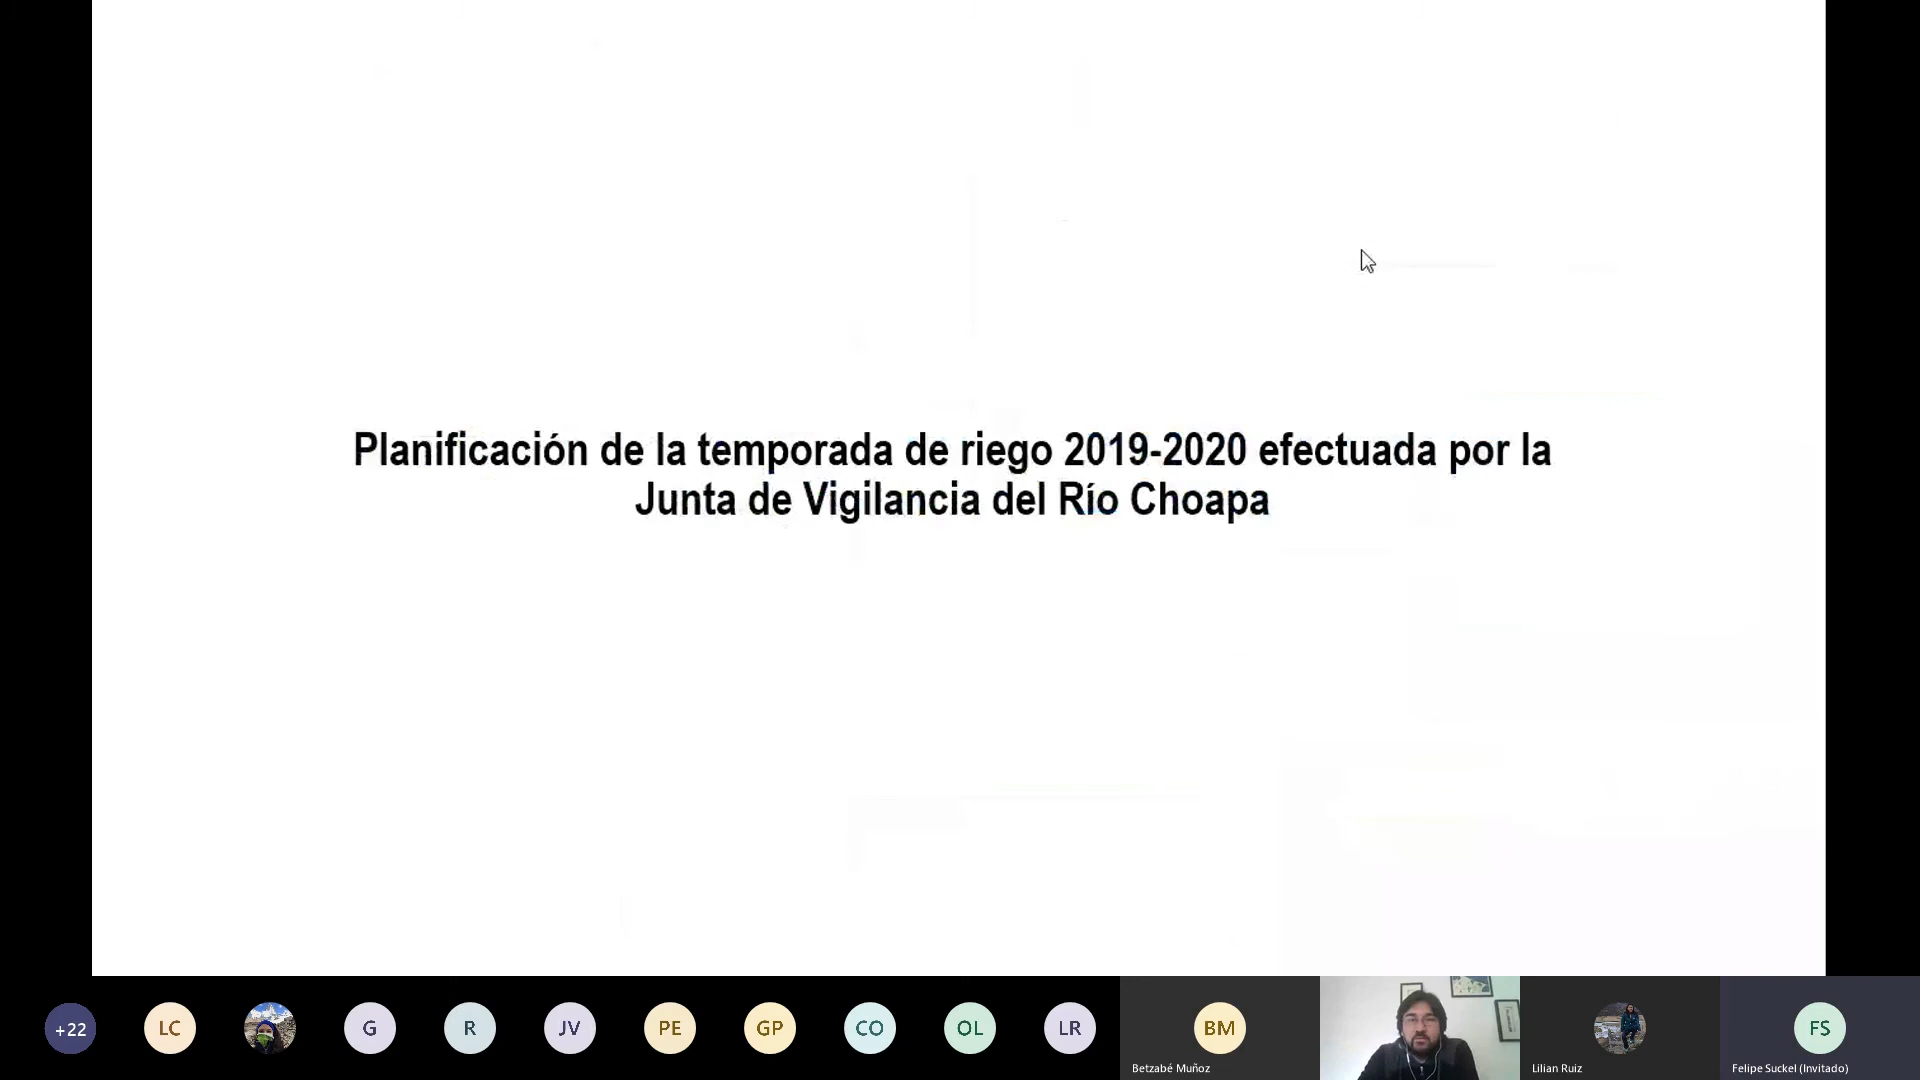 Planificación de la temporada de riego 2019-2020 efectuada por la
Junta de Vigilancia del Río Choapa
+22
LC
G
R
JV
PE
GP
CO
OL
LR
BM
FS
Betzabé Muñoz
Lilian Ruiz
Felipe Suckel (Invitado)